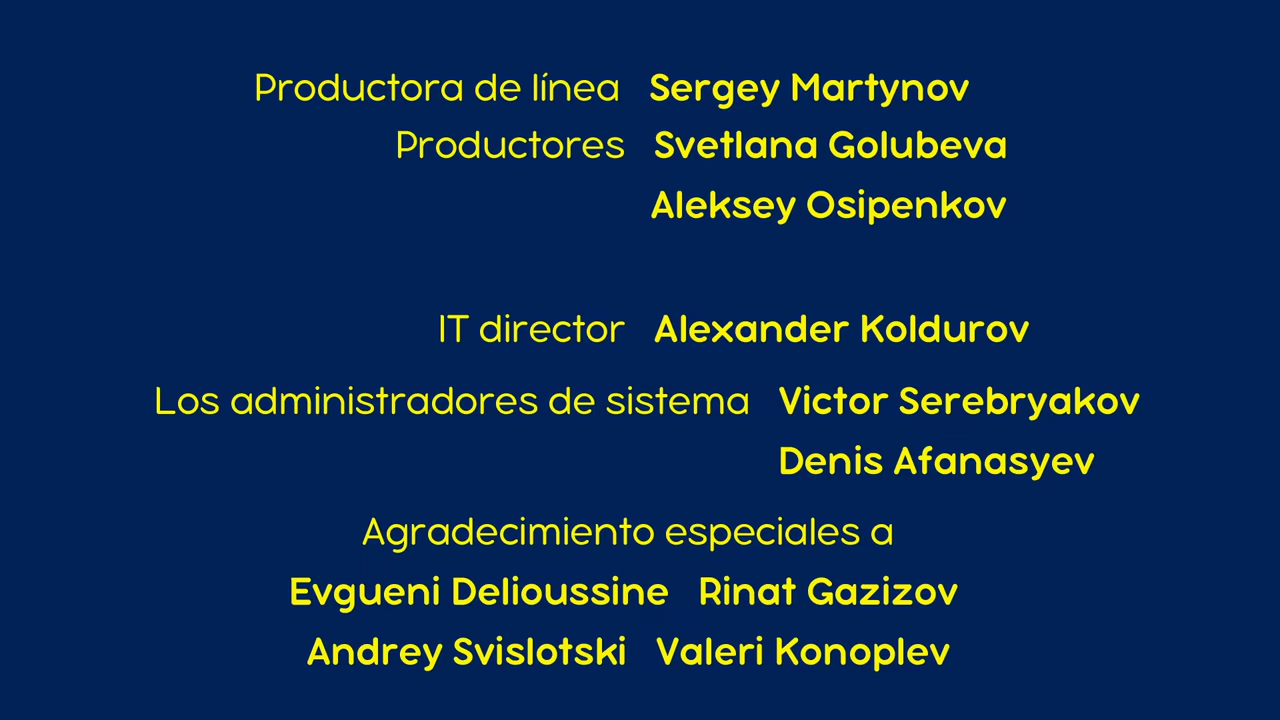 Productora de línea Sergey Martynov
Productores Svetlana Golubeva
Aleksey Osipenkov
IT director Alexander Koldurov
Los administradores de sistema Victor Serebryakov
Denis Afanasyev
Agradecimiento especiales a
Evgueni Delioussine Rinat Gazizov
Andrey Svislotski Valeri Konoplev